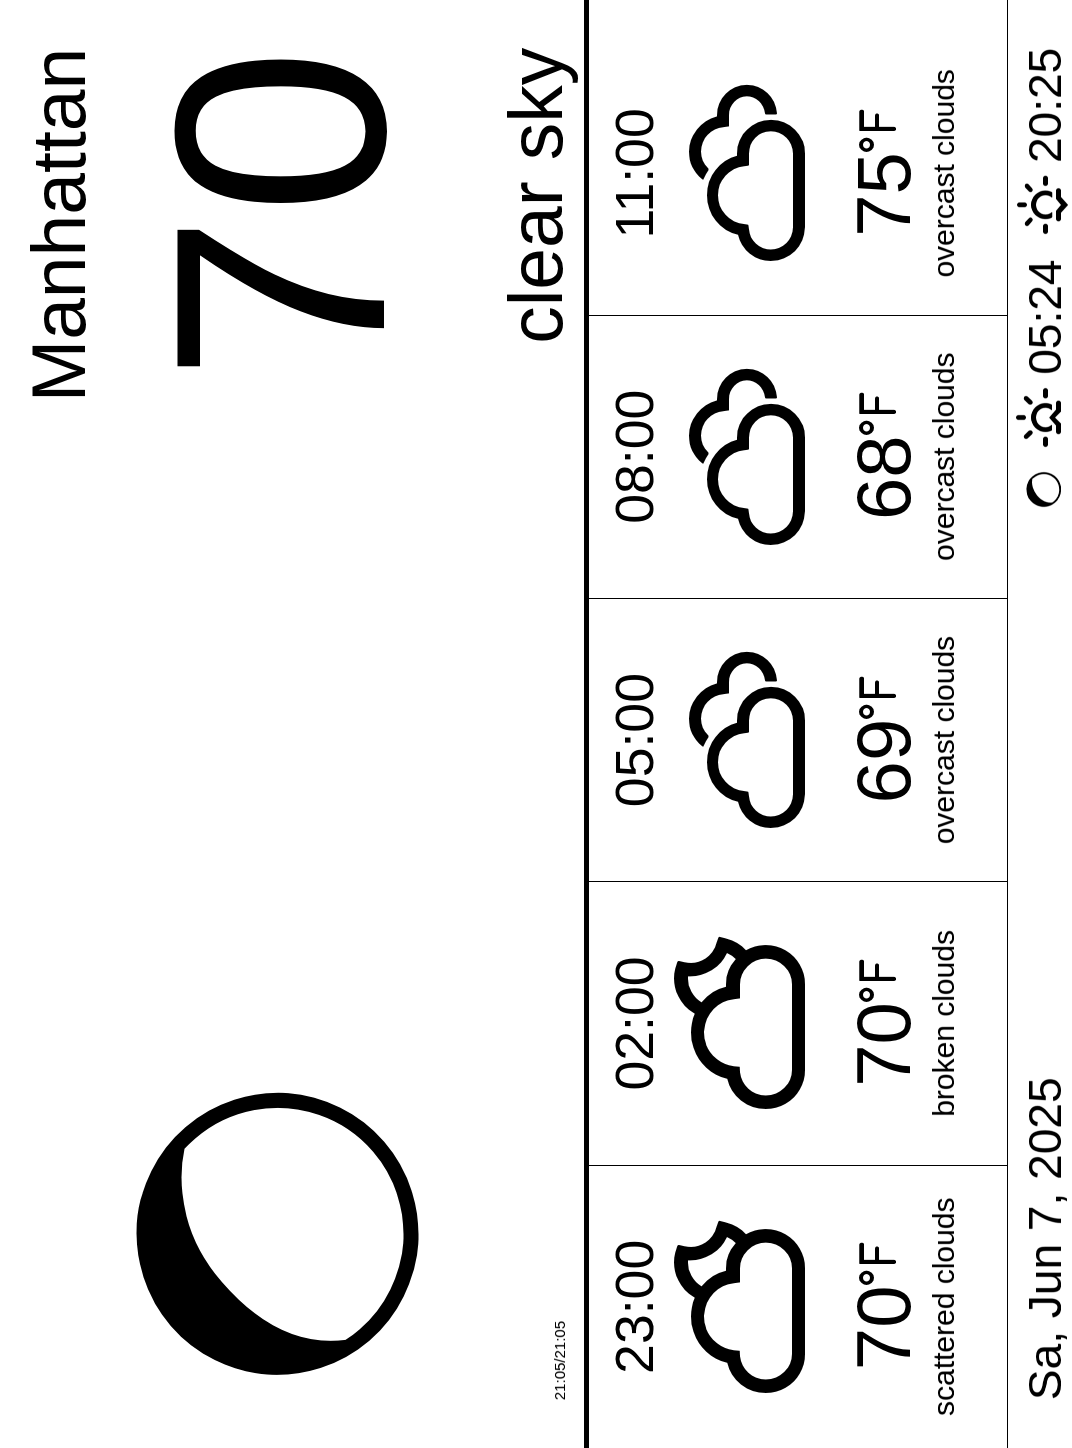 Manhattan
70
clear sky
21:05/21:05
23:00
70°F
scattered clouds
02:00
70°F
broken clouds
05:00
69°F
overcast clouds
08:00
68°F
overcast clouds
11:00
75°F
overcast clouds
Sa, Jun 7, 2025
05:24 20:25